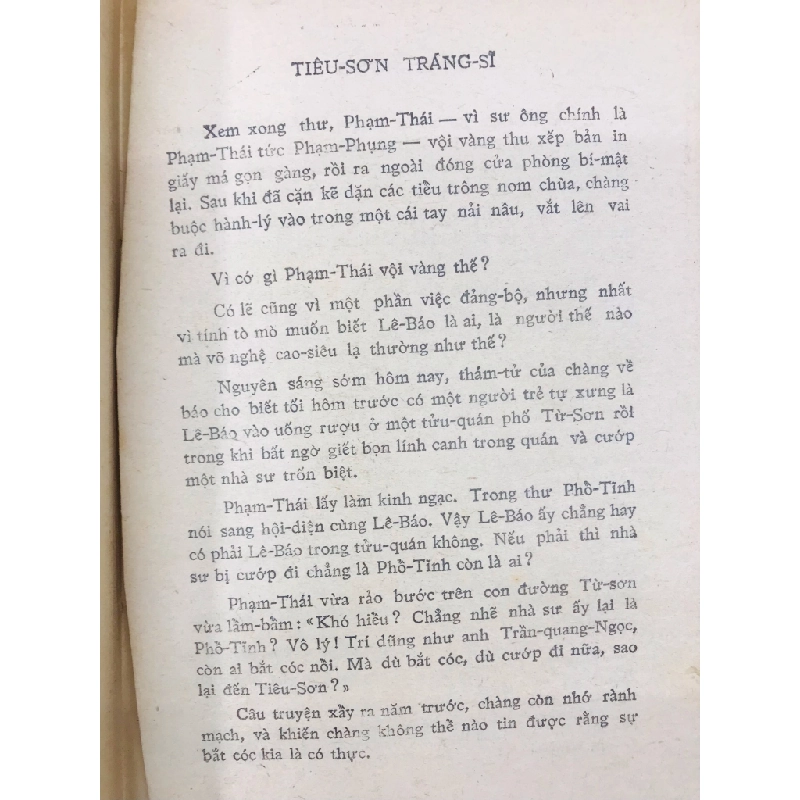 TIÊU-SƠN TRÁNG-SĨ
Xem xong thư, Phạm-Thái — vì sư ông chính là
Phạm-Thái tức Phạm-Phụng — vội vàng thu xếp bản in
giấy má gọn gàng, rồi ra ngoài đóng cửa phòng bí-mật
lại. Sau khi đã cặn kẽ dặn các tiểu trông nom chùa, chàng
buộc hành-lý vào trong một cái tay nải nâu, vắt lên vai
ra đi.
Vì cớ gì Phạm-Thái vội vàng thế?
Có lẽ cũng vì một phần việc đảng-bộ, nhưng nhất
vì tính tò mò muốn biết Lê-Báo là ai, là người thế nào
mà võ nghệ cao-siêu lạ thường như thế?
Nguyên sáng sớm hôm nay, thám-tử của chàng về
báo cho biết tối hôm trước có một người trẻ tự xưng là
Lê-Báo vào uống rượu ở một tửu-quán phố Từ-Sơn rồi
trong khi bất ngờ giết bọn lính canh trong quán và cướp
một nhà sư trốn biệt.
Phạm-Thái lấy làm kinh ngạc. Trong thư Phổ-Tĩnh
nói sang hội-diện cùng Lê-Báo. Vậy Lê-Báo ấy chẳng hay
có phải Lê-Báo trong tửu-quán không. Nếu phải thì nhà
sư bị cướp đi chẳng là Phổ-Tĩnh còn là ai?
Phạm-Thái vừa rảo bước trên con đường Từ-sơn
vừa lẩm-bẩm: «Khó hiểu? Chẳng nhẽ nhà sư ấy lại là
Phổ-Tĩnh? Vô lý! Trí dũng như anh Trần-quang-Ngọc,
còn ai bắt cóc nổi. Mà dù bắt cóc, dù cướp đi nữa, sao
lại đến Tiêu-Sơn?»
Câu truyện xẩy ra năm trước, chàng còn nhớ rành
mạch, và khiến chàng không thể nào tin được rằng sự
bắt cóc kia là có thực.